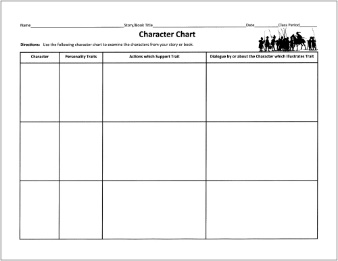 Name Story/Book Title Date Class Period
Character Chart
Directions: Use the following character chart to examine the characters from your story or book.
Character Personality Traits Actions which Support Trait Dialogue by or about the Character which Illustrates Trait